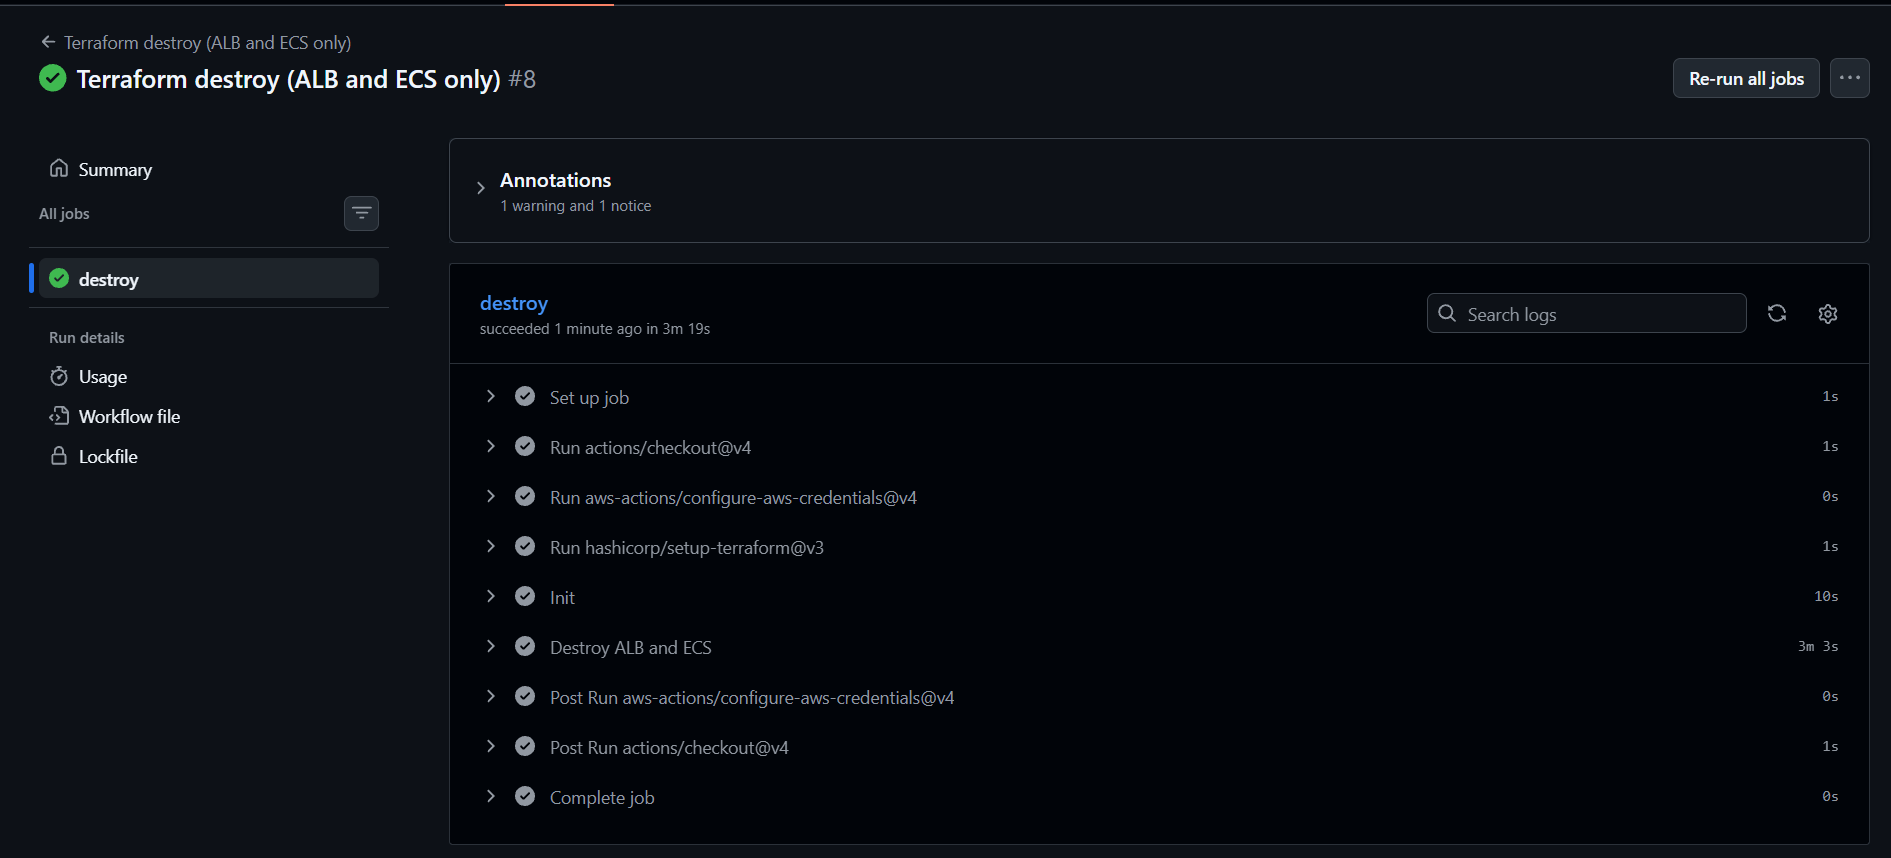 Terraform destroy (ALB and ECS only)
Terraform destroy (ALB and ECS only) #8
Re-run all jobs
Summary
All jobs
destroy
Run details
Usage
Workflow file
Lockfile
Annotations
1 warning and 1 notice
destroy
succeeded 1 minute ago in 3m 19s
Search logs
Set up job 1s
Run actions/checkout@v4 1s
Run aws-actions/configure-aws-credentials@v4 0s
Run hashicorp/setup-terraform@v3 1s
Init 10s
Destroy ALB and ECS 3m 3s
Post Run aws-actions/configure-aws-credentials@v4 0s
Post Run actions/checkout@v4 1s
Complete job 0s